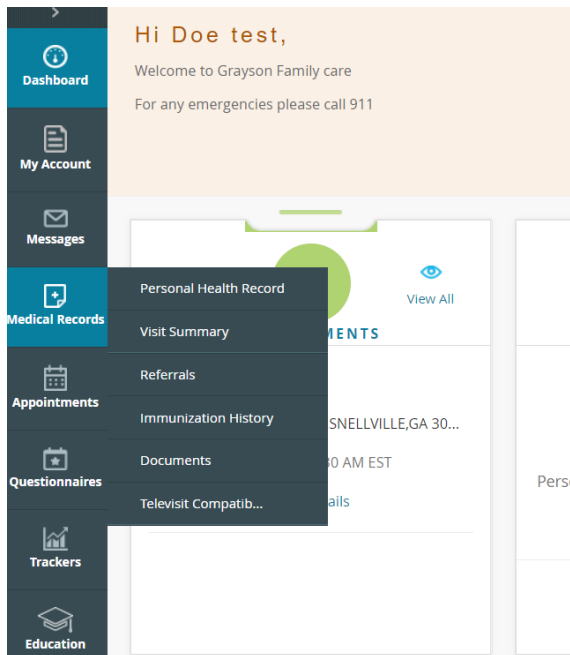 Hi Doe test,
Welcome to Grayson Family care
For any emergencies please call 911
Dashboard
My Account
Messages
Medical Records
Appointments
Questionnaires
Trackers
Education
Personal Health Record
Visit Summary
Referrals
Immunization History
Documents
Televisit Compatib...
View All
MENTS
SNELLVILLE,GA 30...
0 AM EST
ails
Pers